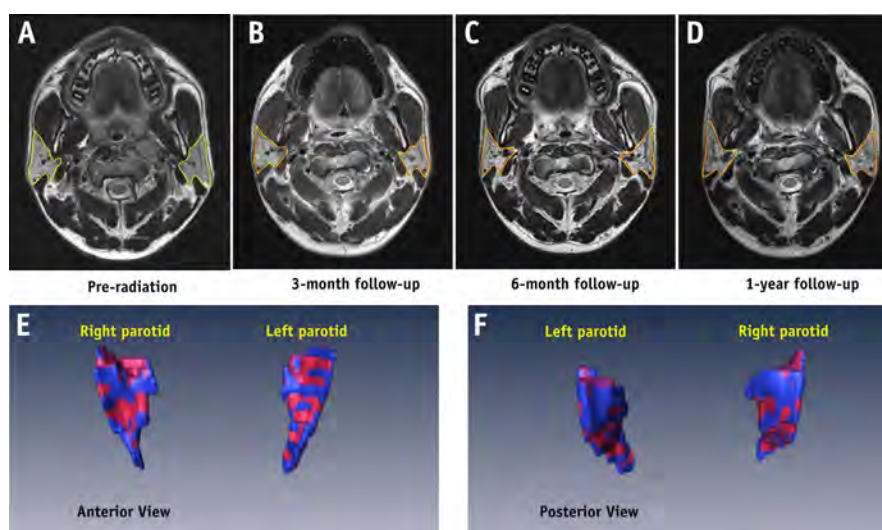 A
B
C
D
Pre-radiation
3-month follow-up
6-month follow-up
1-year follow-up
E
Right parotid
Left parotid
Anterior View
F
Left parotid
Right parotid
Posterior View